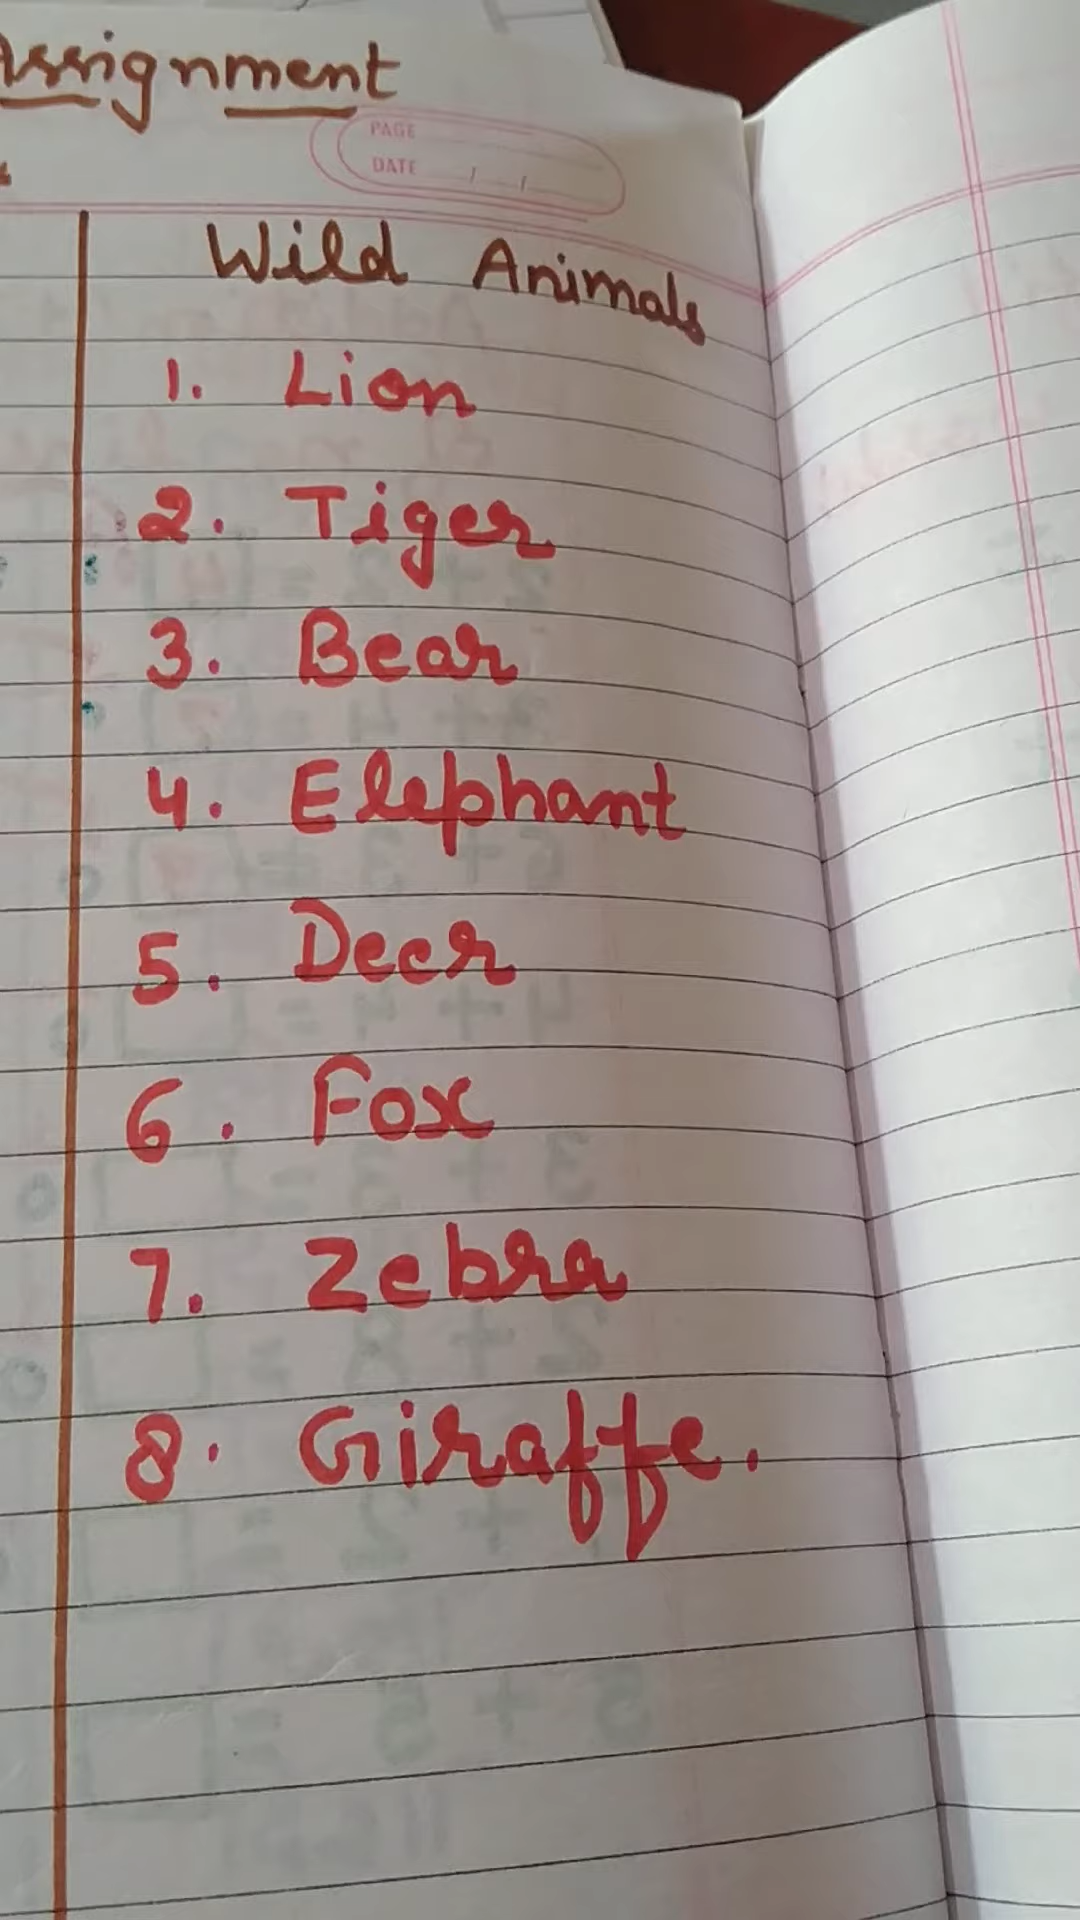 Assignment
PAGE
DATE
Wild Animals
1. Lion
2. Tiger
3. Bear
4. Elephant
5. Deer
6. Fox
7. Zebra
8. Giraffe.